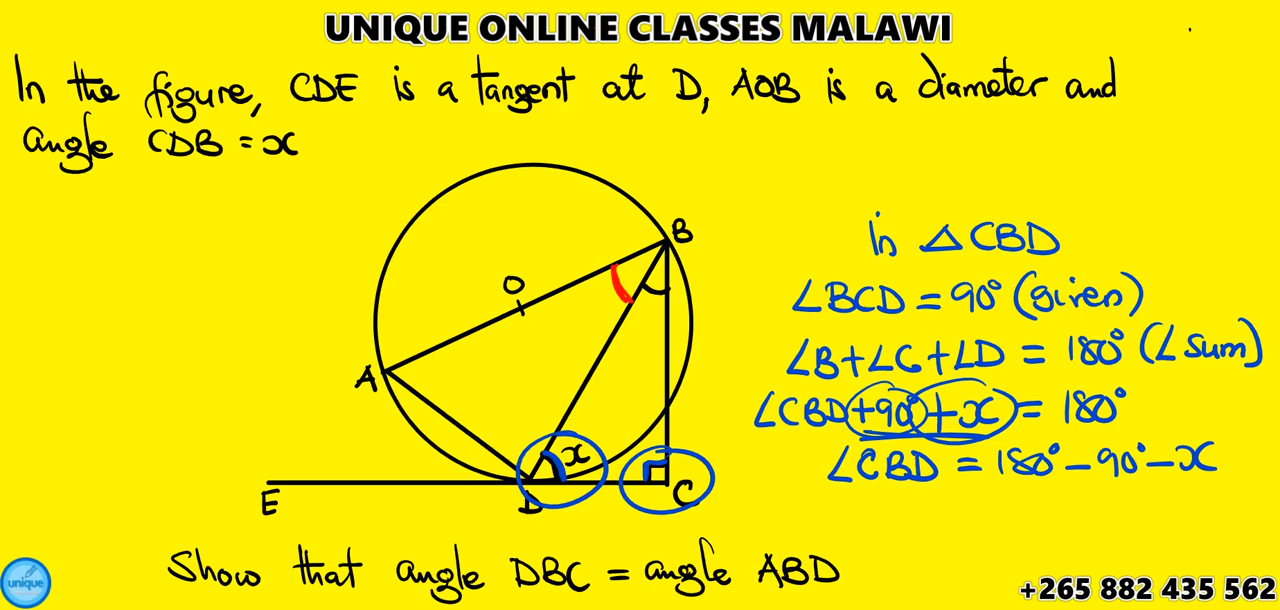 UNIQUE ONLINE CLASSES MALAWI
In the figure, CDE is a tangent at D, AOB is a diameter and
angle CDB = x
B
O
A
x
E
D
C
In △CBD
∠BCD = 90° (given)
∠B+∠C+∠D = 180° (∠ sum)
∠CBD+90°+x = 180°
∠CBD = 180°-90°-x
Show that angle DBC = angle ABD
unique
+265 882 435 562